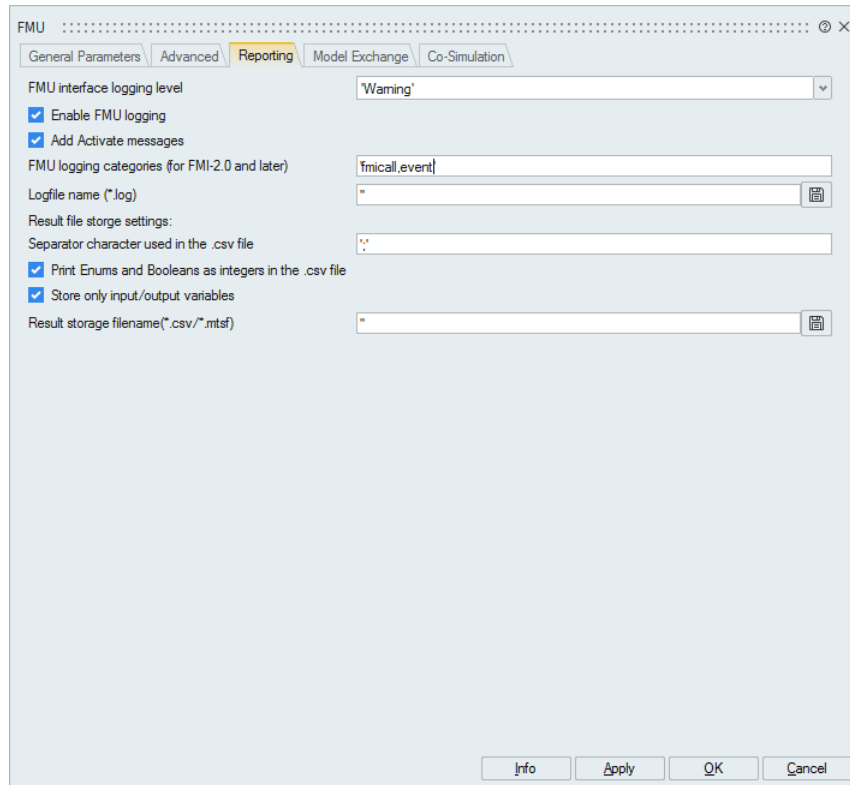 FMU
General Parameters Advanced Reporting Model Exchange Co-Simulation
FMU interface logging level 'Warning'
Enable FMU logging
Add Activate messages
FMU logging categories (for FMI-2.0 and later) 'fmicall,event'
Logfile name (*.log) ''
Result file storge settings:
Separator character used in the .csv file ';'
Print Enums and Booleans as integers in the .csv file
Store only input/output variables
Result storage filename(*.csv/*.mtsf) ''
Info Apply OK Cancel